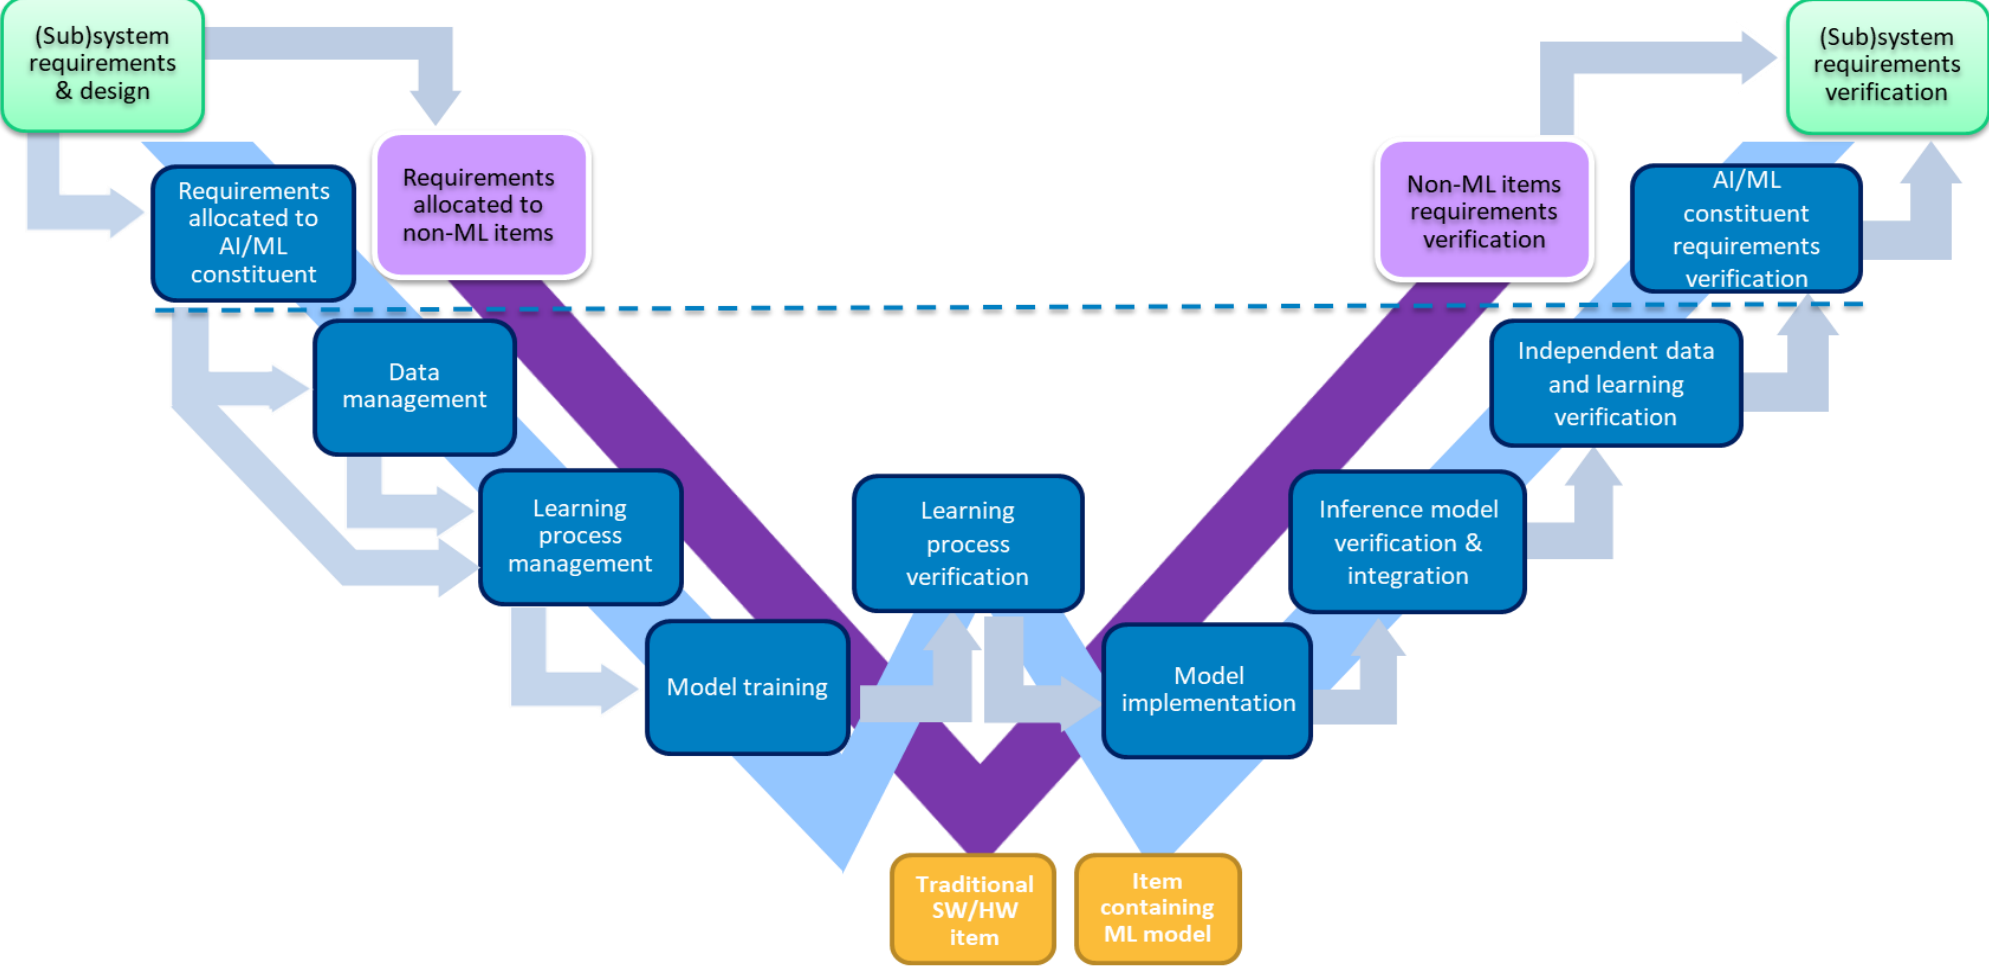 (Sub)system
requirements
& design
(Sub)system
requirements
verification
Requirements
allocated to
AI/ML
constituent
Requirements
allocated to
non-ML items
Non-ML items
requirements
verification
AI/ML
constituent
requirements
verification
Data
management
Independent data
and learning
verification
Learning
process
management
Learning
process
verification
Inference model
verification &
integration
Model training
Model
implementation
Traditional
SW/HW
item
Item
containing
ML model